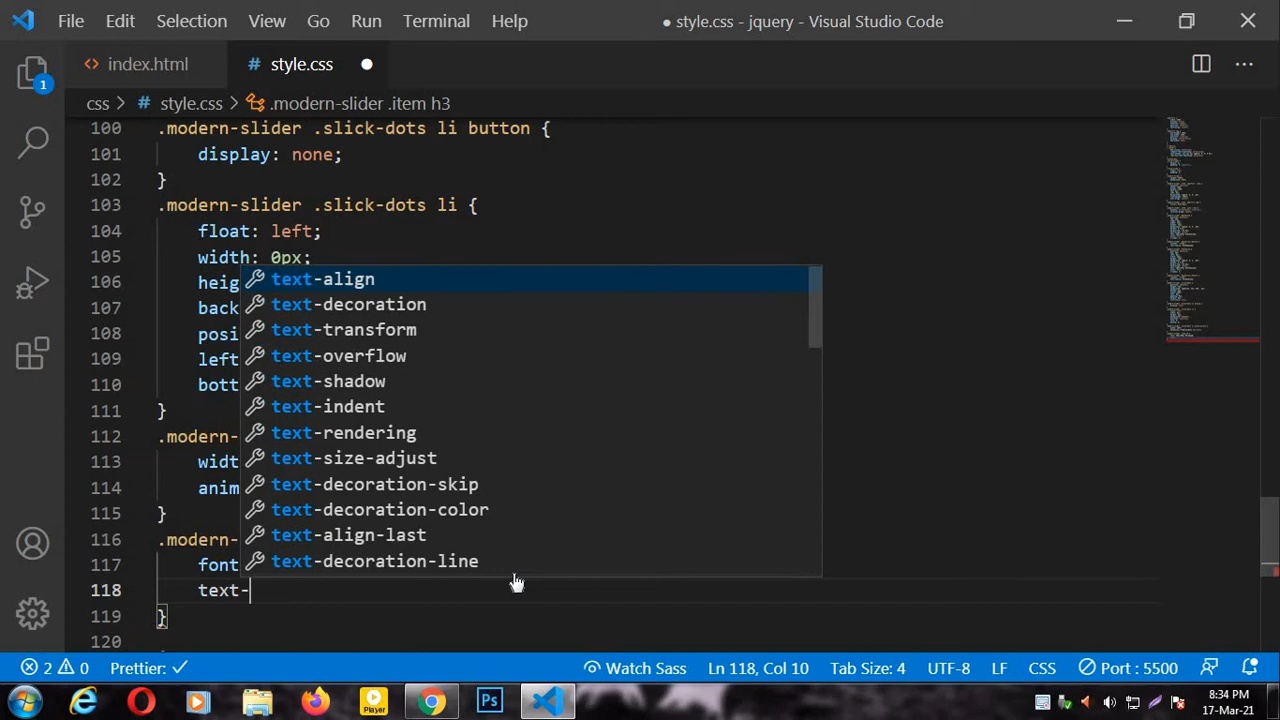 File Edit Selection View Go Run Terminal Help
● style.css - jquery - Visual Studio Code
<> index.html
# style.css ●
css > # style.css > .modern-slider .item h3
100 .modern-slider .slick-dots li button {
101 display: none;
102 }
103 .modern-slider .slick-dots li {
104 float: left;
105 width: 0px;
106 heig
107 back
108 posi
109 left
110 bott
111 }
112 .modern-
113 widt
114 anim
115 }
116 .modern-
117 font
118 text-
119 }
120
text-align
text-decoration
text-transform
text-overflow
text-shadow
text-indent
text-rendering
text-size-adjust
text-decoration-skip
text-decoration-color
text-align-last
text-decoration-line
1
2 0 Prettier: ✓ Watch Sass Ln 118, Col 10 Tab Size: 4 UTF-8 LF CSS Port : 5500
Player
Ps
8:34 PM
17-Mar-21